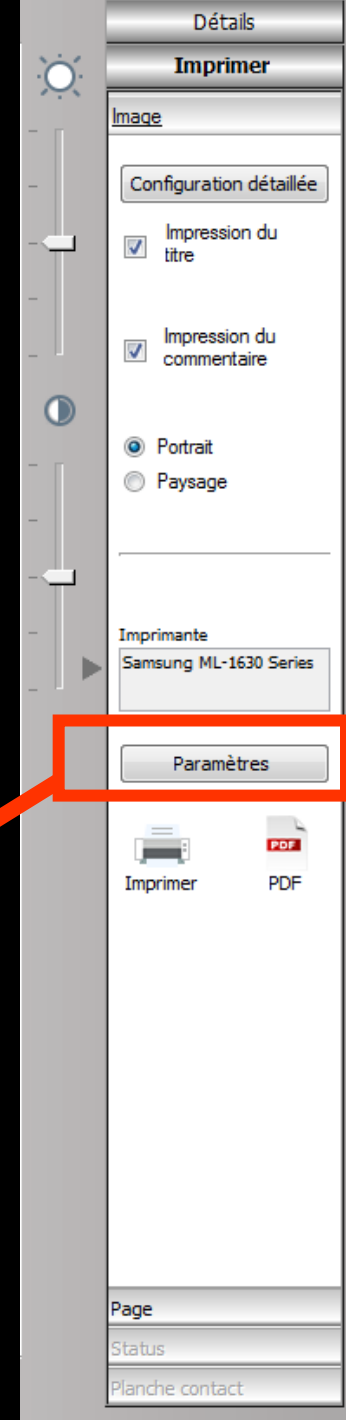 Détails
Imprimer
Image
Configuration détaillée
Impression du
titre
Impression du
commentaire
Portrait
Paysage
Imprimante
Samsung ML-1630 Series
Paramètres
PDF
Imprimer
PDF
Page
Status
Planche contact